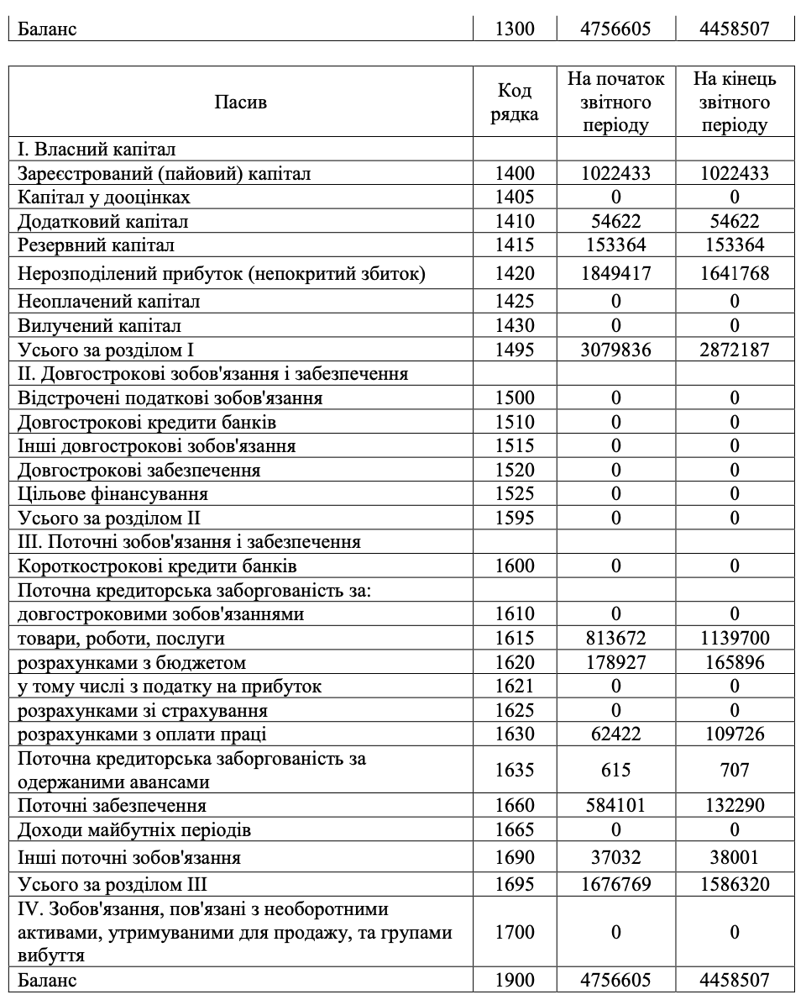 Баланс 1300 4756605 4458507
Пасив Код рядка На початок звітного періоду На кінець звітного періоду
І. Власний капітал
Зареєстрований (пайовий) капітал 1400 1022433 1022433
Капітал у дооцінках 1405 0 0
Додатковий капітал 1410 54622 54622
Резервний капітал 1415 153364 153364
Нерозподілений прибуток (непокритий збиток) 1420 1849417 1641768
Неоплачений капітал 1425 0 0
Вилучений капітал 1430 0 0
Усього за розділом I 1495 3079836 2872187
II. Довгострокові зобов'язання і забезпечення
Відстрочені податкові зобов'язання 1500 0 0
Довгострокові кредити банків 1510 0 0
Інші довгострокові зобов'язання 1515 0 0
Довгострокові забезпечення 1520 0 0
Цільове фінансування 1525 0 0
Усього за розділом II 1595 0 0
III. Поточні зобов'язання і забезпечення
Короткострокові кредити банків 1600 0 0
Поточна кредиторська заборгованість за:
довгостроковими зобов'язаннями 1610 0 0
товари, роботи, послуги 1615 813672 1139700
розрахунками з бюджетом 1620 178927 165896
у тому числі з податку на прибуток 1621 0 0
розрахунками зі страхування 1625 0 0
розрахунками з оплати праці 1630 62422 109726
Поточна кредиторська заборгованість за
одержаними авансами 1635 615 707
Поточні забезпечення 1660 584101 132290
Доходи майбутніх періодів 1665 0 0
Інші поточні зобов'язання 1690 37032 38001
Усього за розділом III 1695 1676769 1586320
IV. Зобов'язання, пов'язані з необоротними
активами, утримуваними для продажу, та групами 1700 0 0
вибуття
Баланс 1900 4756605 4458507